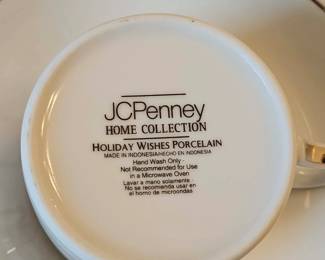 JCPenney
HOME COLLECTION
HOLIDAY WISHES PORCELAIN
MADE IN INDONESIA/HECHO EN INDONESIA
Hand Wash Only -
Not Recommended for Use
in a Microwave Oven
Lavar a mano solamente. -
No se recomienda usar en
el horno de microondas